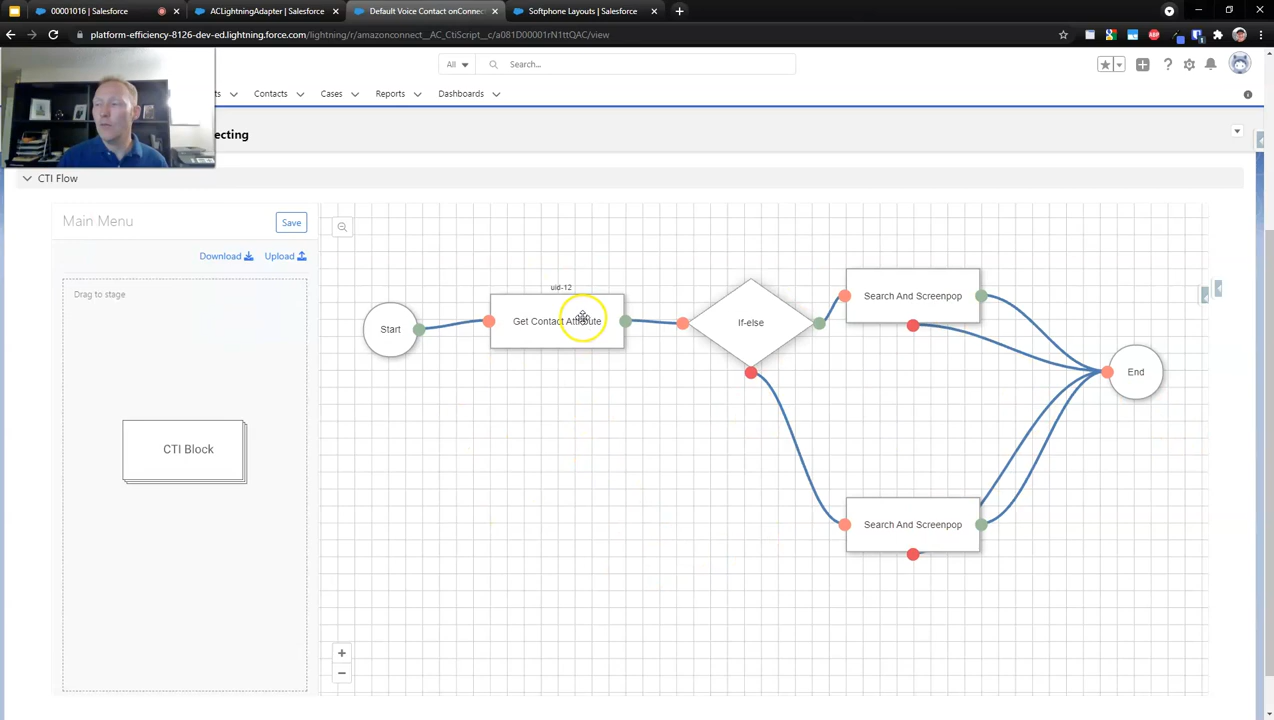 00001016 | Salesforce
ACLightningAdapter | Salesforce
Default Voice Contact onConnec
Softphone Layouts | Salesforce
platform-efficiency-8126-dev-ed.lightning.force.com/lightning/r/amazonconnect__AC_CtiScript__c/a081D00001rN1ttQAC/view
All
Search...
ts
Contacts
Cases
Reports
Dashboards
ecting
CTI Flow
Main Menu
Save
Download
Upload
Drag to stage
CTI Block
Start
uid-12
Get Contact Attribute
If-else
Search And Screenpop
End
Search And Screenpop